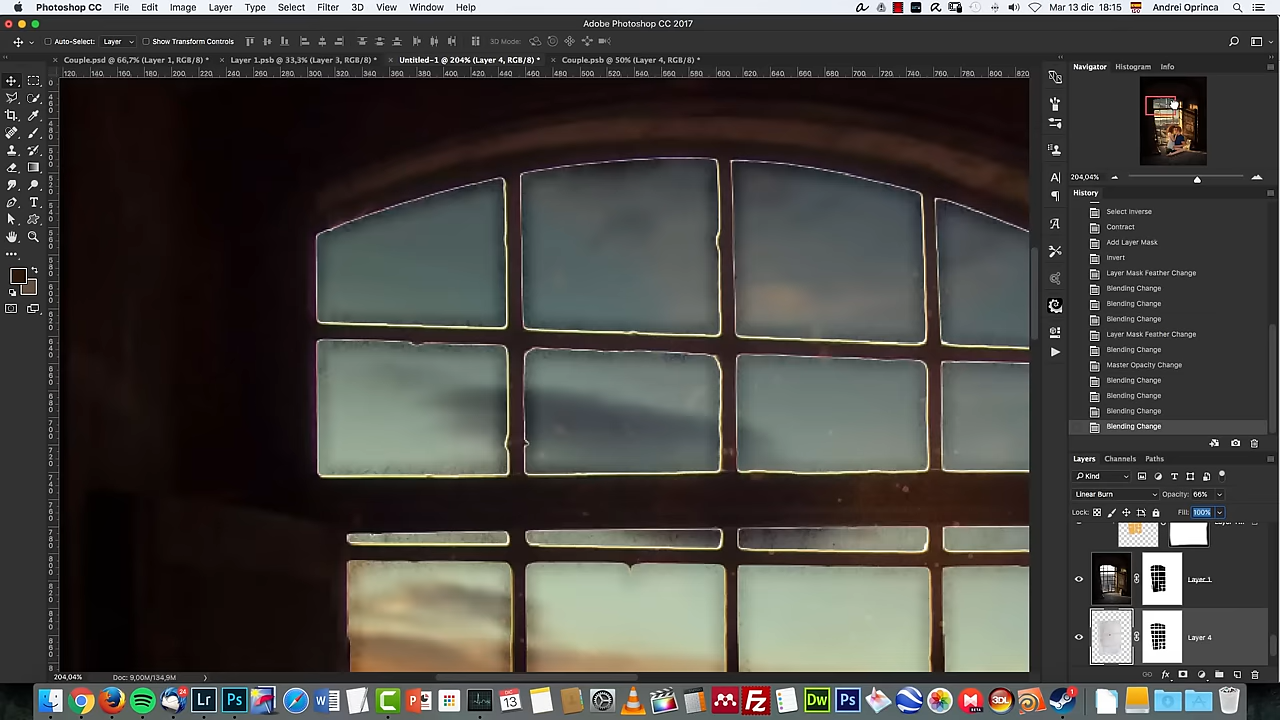 Photoshop CC File Edit Image Layer Type Select Filter 3D View Window Help
Mar 13 dic 18:15 Andrei Oprinca
Adobe Photoshop CC 2017
Auto-Select: Layer Show Transform Controls 3D Mode:
Couple.psd @ 66,7% (Layer 1, RGB/8) *
Layer 1.psb @ 33,3% (Layer 3, RGB/8) *
Untitled-1 @ 204% (Layer 4, RGB/8) *
Couple.psb @ 50% (Layer 4, RGB/8) *
Navigator Histogram Info
204,04%
History
Select Inverse
Contract
Add Layer Mask
Invert
Layer Mask Feather Change
Blending Change
Blending Change
Blending Change
Layer Mask Feather Change
Blending Change
Master Opacity Change
Blending Change
Blending Change
Blending Change
Blending Change
Layers Channels Paths
Kind
Linear Burn Opacity: 66%
Lock: Fill: 100%
Layer 1
Layer 4
204,04% Doc: 9,00M/134,9M